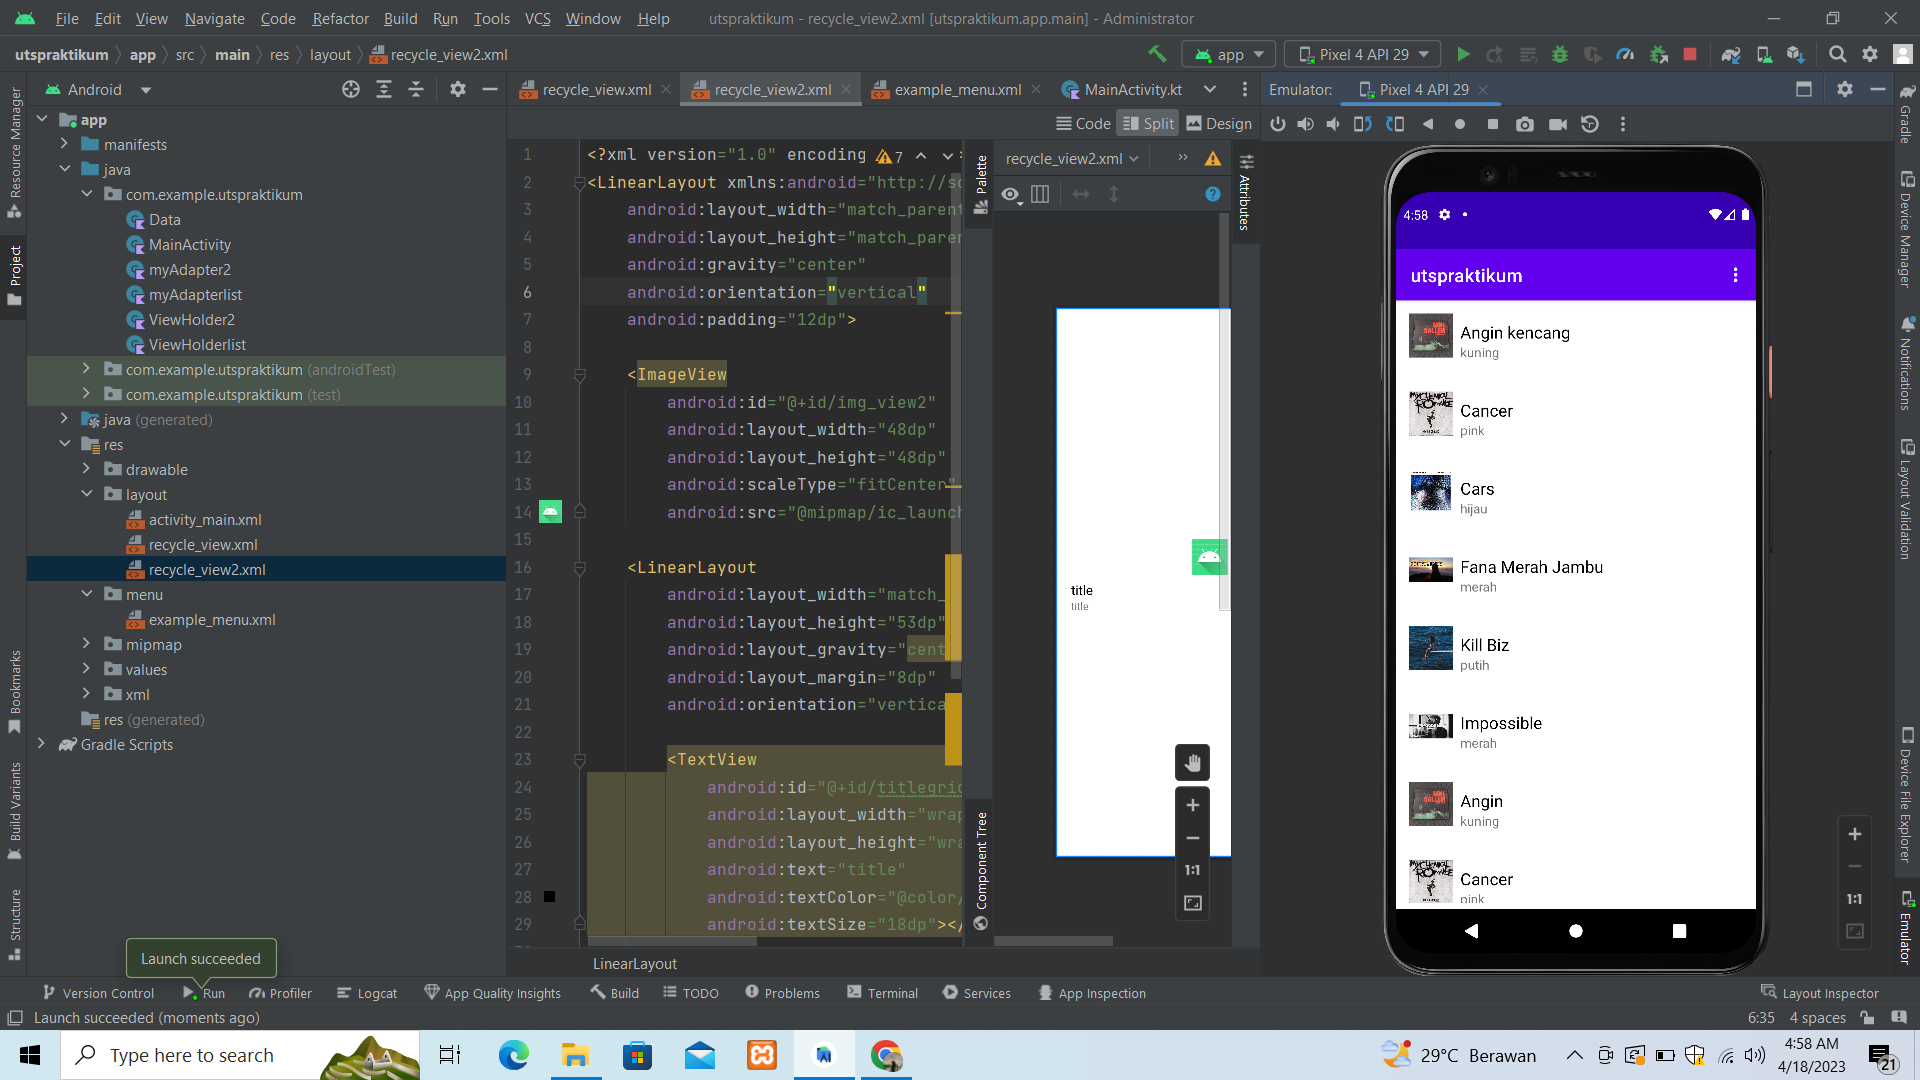 File Edit View Navigate Code Refactor Build Run Tools VCS Window Help utspraktikum - recycle_view2.xml [utspraktikum.app.main] - Administrator
utspraktikum app src main res layout recycle_view2.xml app Pixel 4 API 29
Android recycle_view.xml recycle_view2.xml example_menu.xml MainActivity.kt Emulator: Pixel 4 API 29
Code Split Design
Resource Manager
Project
Bookmarks
Build Variants
Structure
app
manifests
java
com.example.utspraktikum
Data
MainActivity
myAdapter2
myAdapterlist
ViewHolder2
ViewHolderlist
com.example.utspraktikum (androidTest)
com.example.utspraktikum (test)
java (generated)
res
drawable
layout
activity_main.xml
recycle_view.xml
recycle_view2.xml
menu
example_menu.xml
mipmap
values
xml
res (generated)
Gradle Scripts
1 <?xml version="1.0" encoding 7
2 <LinearLayout xmlns:android="http://sc
3 android:layout_width="match_parent
4 android:layout_height="match_paren
5 android:gravity="center"
6 android:orientation="vertical"
7 android:padding="12dp">
8
9 <ImageView
10 android:id="@+id/img_view2"
11 android:layout_width="48dp"
12 android:layout_height="48dp"
13 android:scaleType="fitCenter"
14 android:src="@mipmap/ic_launch
15
16 <LinearLayout
17 android:layout_width="match_
18 android:layout_height="53dp"
19 android:layout_gravity="cent
20 android:layout_margin="8dp"
21 android:orientation="vertica
22
23 <TextView
24 android:id="@+id/titlegrid
25 android:layout_width="wrap
26 android:layout_height="wra
27 android:text="title"
28 android:textColor="@color/
29 android:textSize="18dp"></
LinearLayout
Palette
Component Tree
recycle_view2.xml
title
title
1:1
Attributes
4:58
utspraktikum
Angin kencang
kuning
Cancer
pink
Cars
hijau
Fana Merah Jambu
merah
Kill Biz
putih
Impossible
merah
Angin
kuning
Cancer
pink
1:1
Gradle
Device Manager
Notifications
Layout Validation
Device File Explorer
Emulator
Launch succeeded
Version Control Run Profiler Logcat App Quality Insights Build TODO Problems Terminal Services App Inspection Layout Inspector
Launch succeeded (moments ago) 6:35 4 spaces
Type here to search 29°C Berawan 4:58 AM
4/18/2023 21